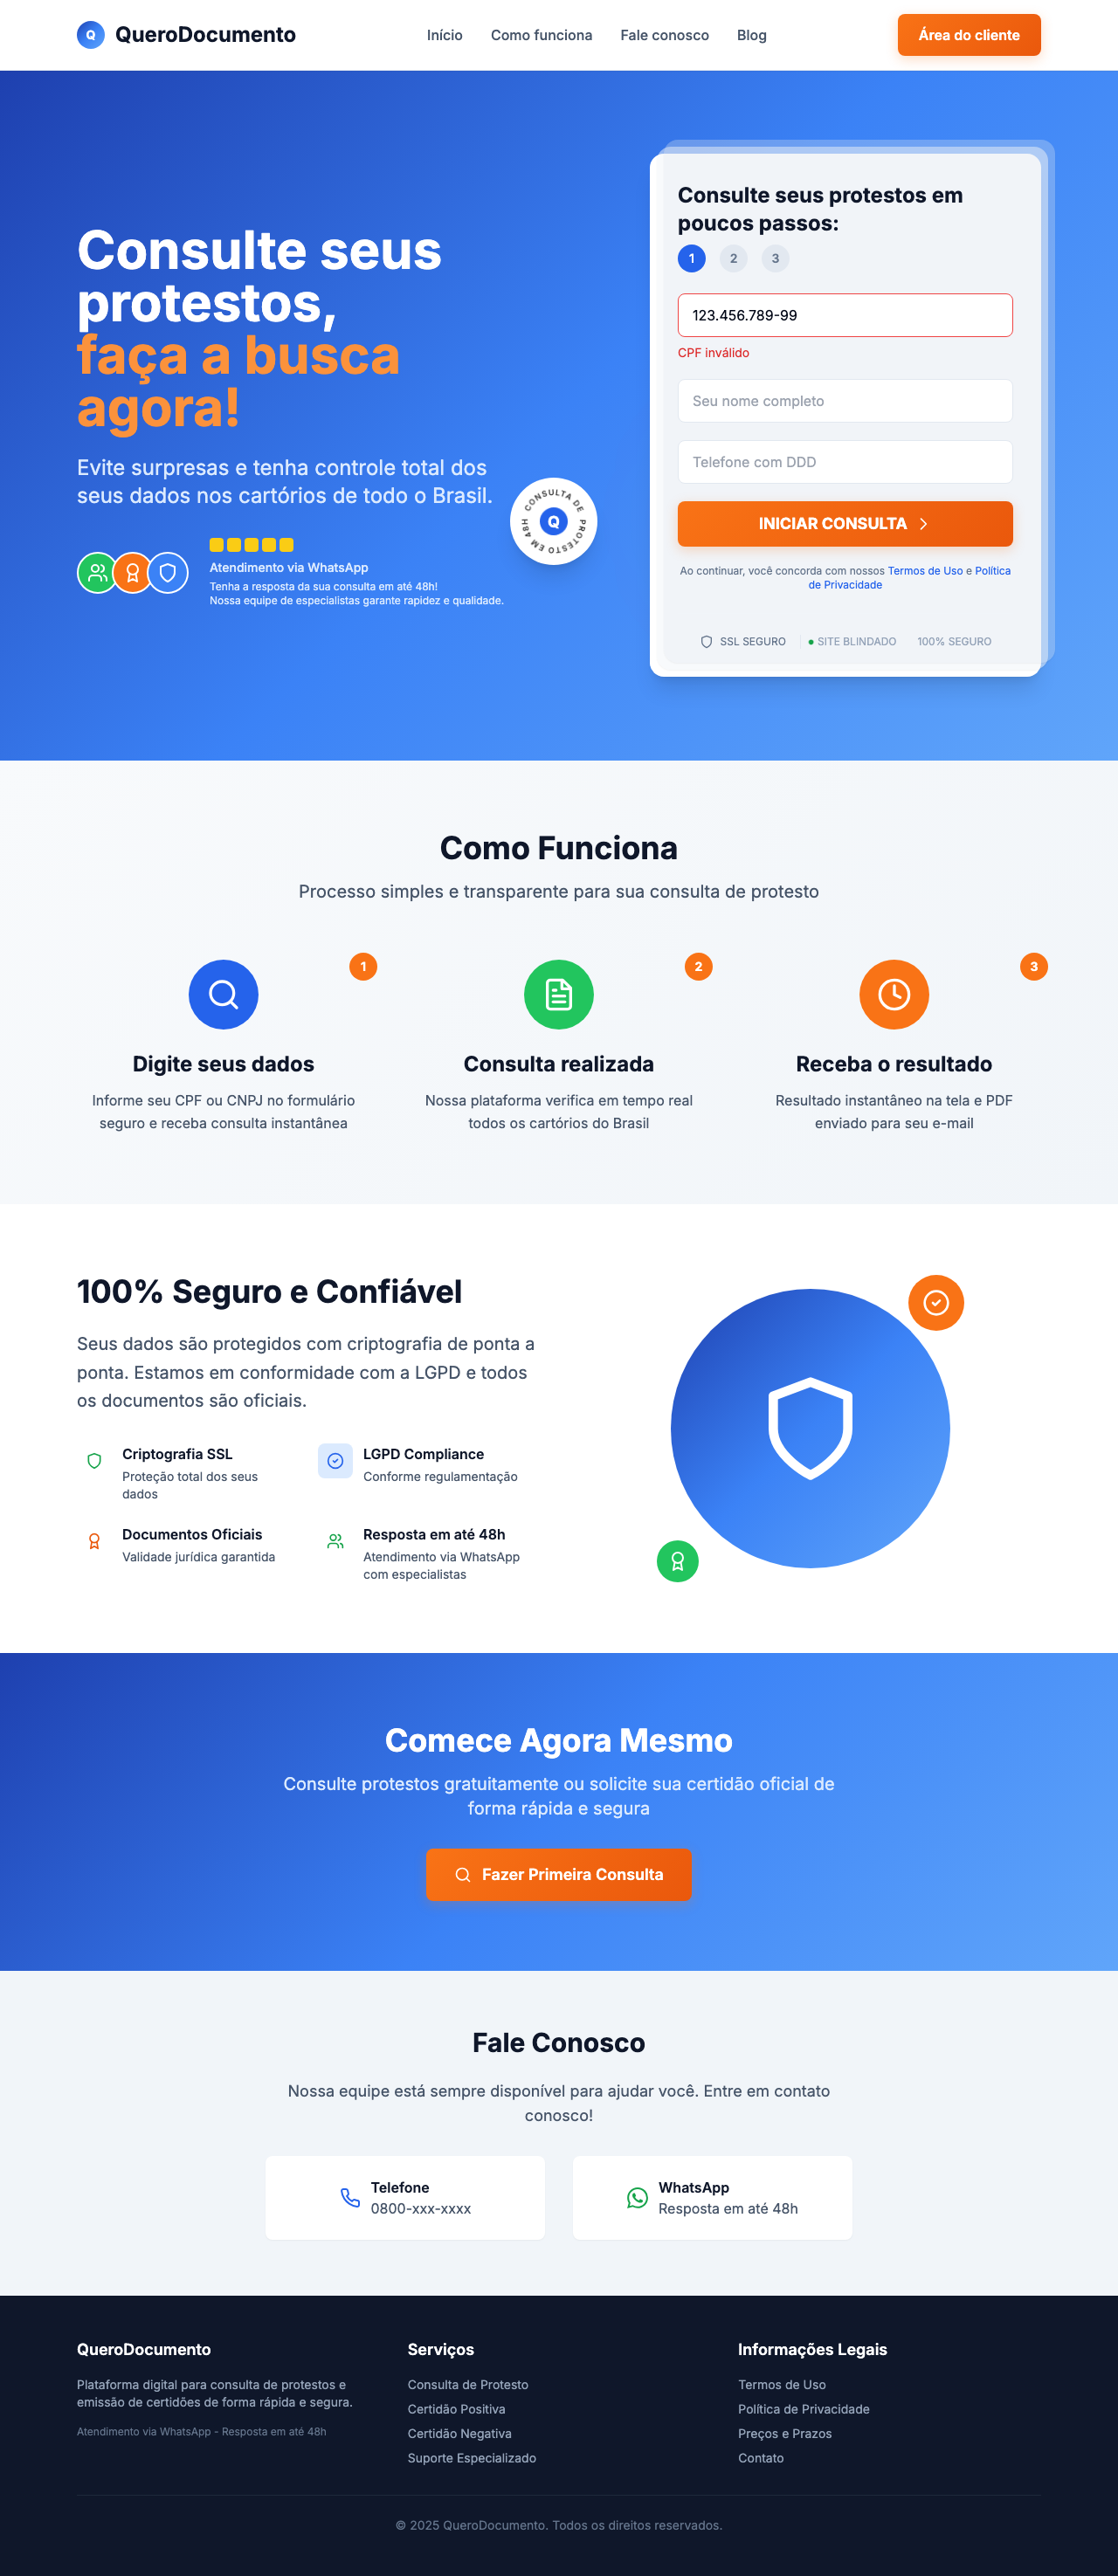 Q QueroDocumento
Início
Como funciona
Fale conosco
Blog
Área do cliente
Consulte seus
protestos,
faça a busca
agora!
Evite surpresas e tenha controle total dos
seus dados nos cartórios de todo o Brasil.
Atendimento via WhatsApp
Tenha a resposta da sua consulta em até 48h!
Nossa equipe de especialistas garante rapidez e qualidade.
CONSULTA DE PROTESTO EM 48H
Q
Consulte seus protestos em
poucos passos:
1 2 3
123.456.789-99
CPF inválido
Seu nome completo
Telefone com DDD
INICIAR CONSULTA
Ao continuar, você concorda com nossos Termos de Uso e Política
de Privacidade
SSL SEGURO
SITE BLINDADO
100% SEGURO
Como Funciona
Processo simples e transparente para sua consulta de protesto
1
Digite seus dados
Informe seu CPF ou CNPJ no formulário
seguro e receba consulta instantânea
2
Consulta realizada
Nossa plataforma verifica em tempo real
todos os cartórios do Brasil
3
Receba o resultado
Resultado instantâneo na tela e PDF
enviado para seu e-mail
100% Seguro e Confiável
Seus dados são protegidos com criptografia de ponta a
ponta. Estamos em conformidade com a LGPD e todos
os documentos são oficiais.
Criptografia SSL
Proteção total dos seus
dados
LGPD Compliance
Conforme regulamentação
Documentos Oficiais
Validade jurídica garantida
Resposta em até 48h
Atendimento via WhatsApp
com especialistas
Comece Agora Mesmo
Consulte protestos gratuitamente ou solicite sua certidão oficial de
forma rápida e segura
Fazer Primeira Consulta
Fale Conosco
Nossa equipe está sempre disponível para ajudar você. Entre em contato
conosco!
Telefone
0800-xxx-xxxx
WhatsApp
Resposta em até 48h
QueroDocumento
Plataforma digital para consulta de protestos e
emissão de certidões de forma rápida e segura.
Atendimento via WhatsApp - Resposta em até 48h
Serviços
Consulta de Protesto
Certidão Positiva
Certidão Negativa
Suporte Especializado
Informações Legais
Termos de Uso
Política de Privacidade
Preços e Prazos
Contato
© 2025 QueroDocumento. Todos os direitos reservados.